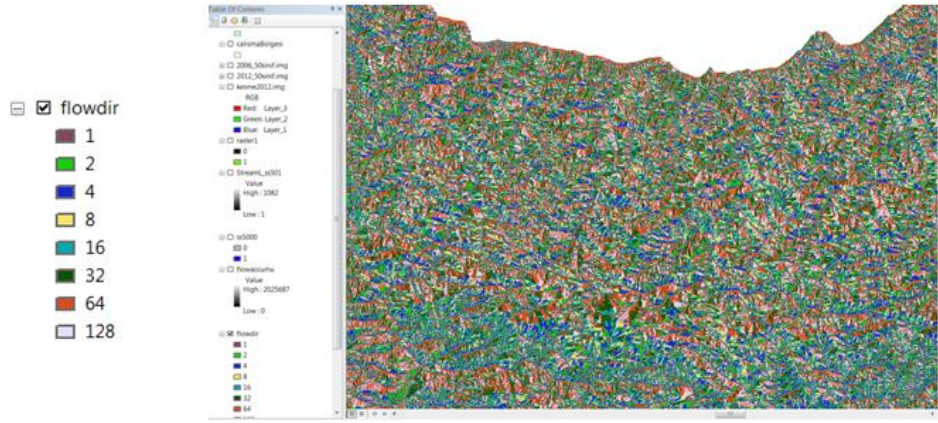 flowdir
1
2
4
8
16
32
64
128
Table Of Contents
calismaBolgesi
2006_50sinif.img
2012_50sinif.img
kesme2012.img
RGB
Red: Layer_3
Green: Layer_2
Blue: Layer_1
raster1
0
1
StreamL_ss501
Value
High : 1082
Low : 1
ss5000
0
1
flowaccumu
Value
High : 2025687
Low : 0
flowdir
1
2
4
8
16
32
64